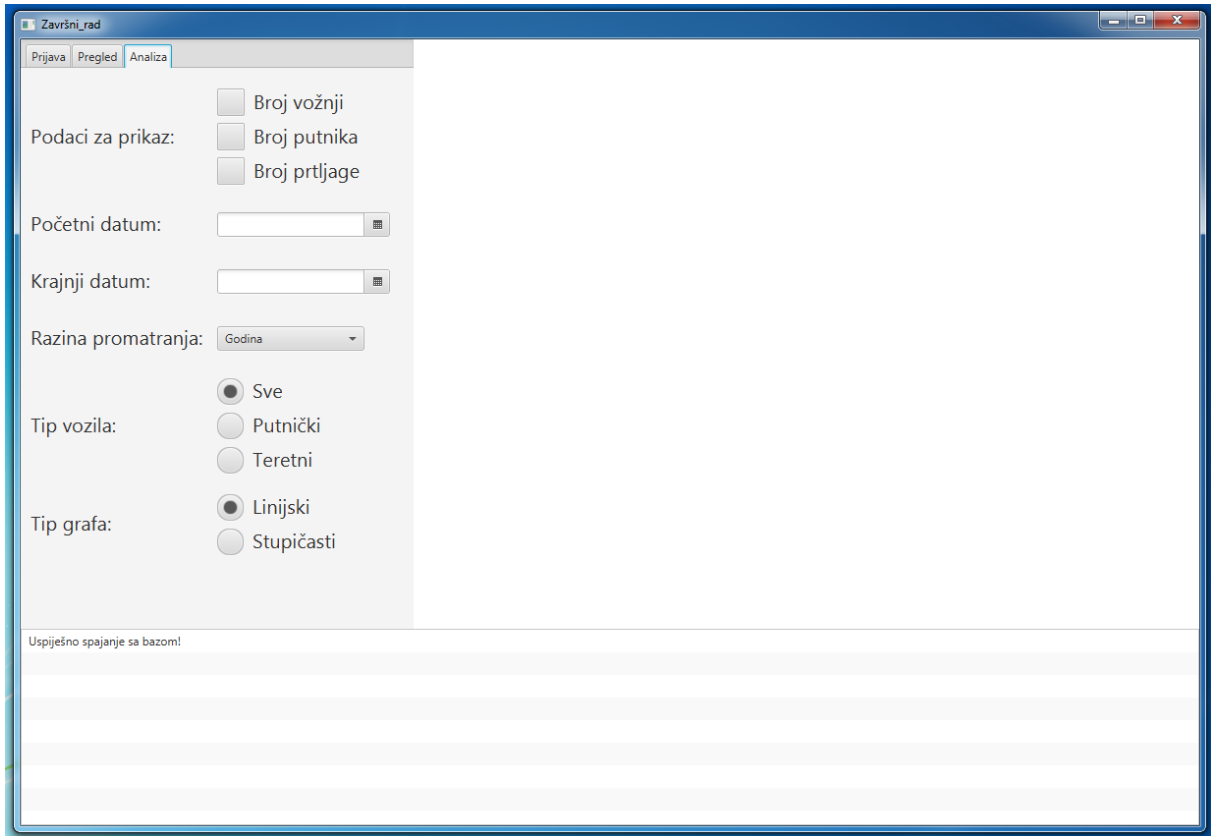 Završni_rad
Prijava Pregled Analiza
Podaci za prikaz:
Broj vožnji
Broj putnika
Broj prtljage
Početni datum:
Krajnji datum:
Razina promatranja: Godina
Tip vozila:
Sve
Putnički
Teretni
Tip grafa:
Linijski
Stupičasti
Uspiješno spajanje sa bazom!